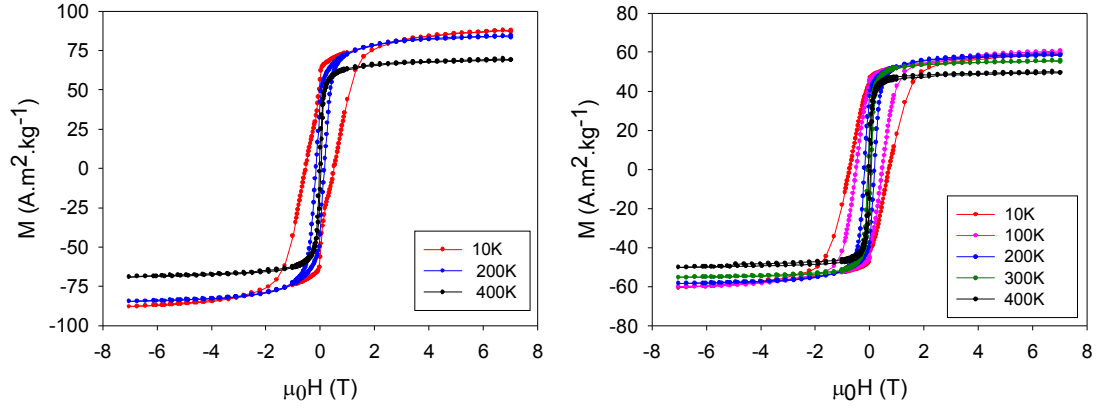 100
75
50
25
0
-25
-50
-75
-100
M (A.m².kg⁻¹)
-8 -6 -4 -2 0 2 4 6 8
μ₀H (T)
10K
200K
400K
80
60
40
20
0
-20
-40
-60
-80
M (A.m².kg⁻¹)
-8 -6 -4 -2 0 2 4 6 8
μ₀H (T)
10K
100K
200K
300K
400K